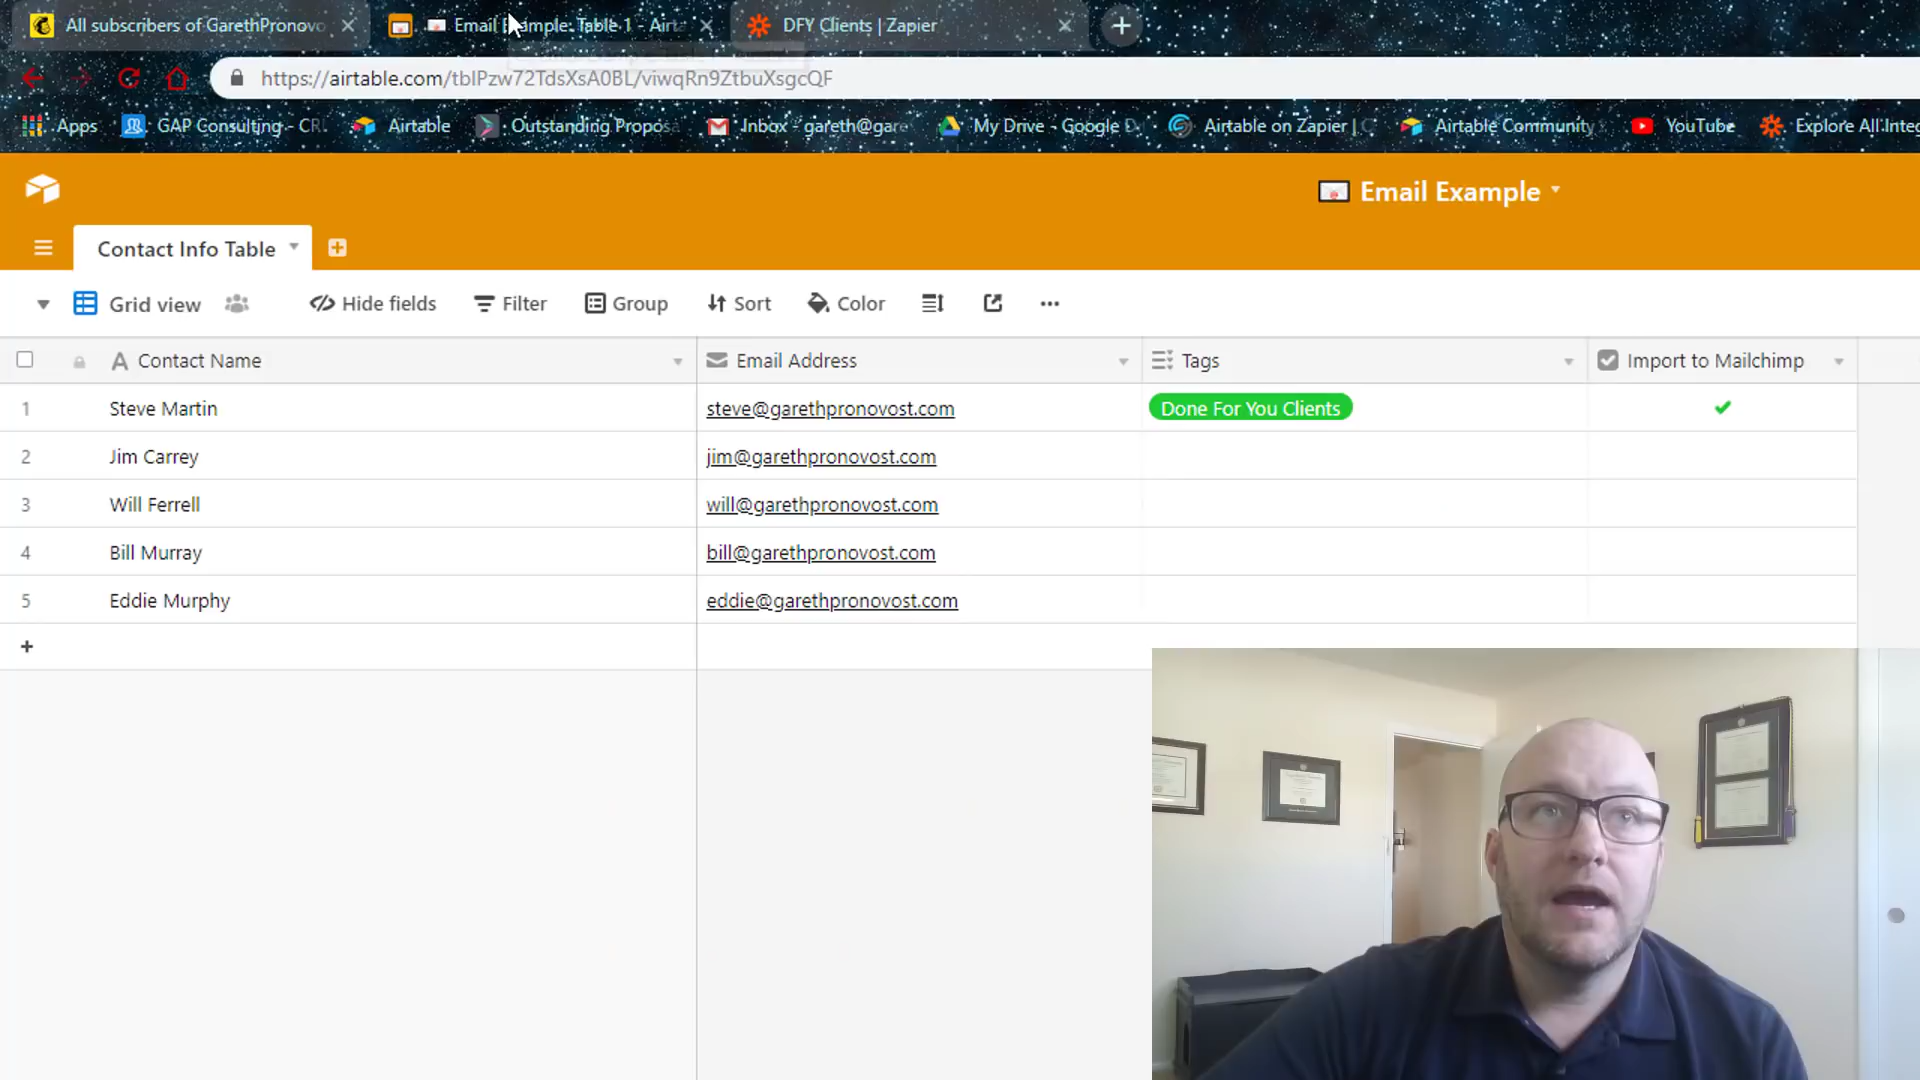 All subscribers of GarethPronovo
Email Example: Table 1 - Airta
DFY Clients | Zapier
https://airtable.com/tblPzw72TdsXsA0BL/viwqRn9ZtbuXsgcQF
Apps
GAP Consulting - CR
Airtable
Outstanding Propos
Inbox - gareth@gare
My Drive - Google D
Airtable on Zapier | C
Airtable Community
YouTube
Explore All Integ
Email Example
Contact Info Table
Grid view
Hide fields
Filter
Group
Sort
Color
Contact Name
Email Address
Tags
Import to Mailchimp
1 Steve Martin steve@garethpronovost.com Done For You Clients
2 Jim Carrey jim@garethpronovost.com
3 Will Ferrell will@garethpronovost.com
4 Bill Murray bill@garethpronovost.com
5 Eddie Murphy eddie@garethpronovost.com